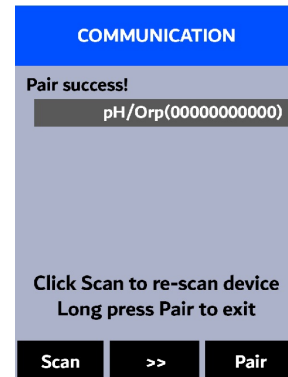 COMMUNICATION
Pair success!
pH/Orp(00000000000)
Click Scan to re-scan device
Long press Pair to exit
Scan >> Pair